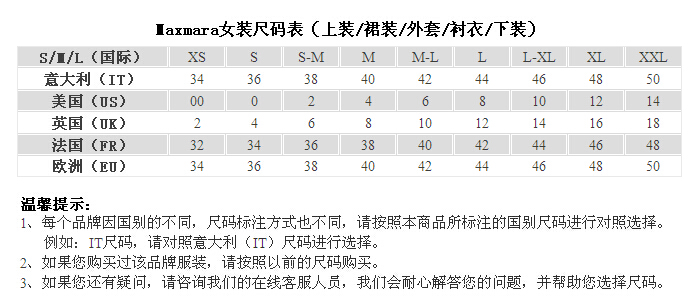 Maxmara女装尺码表（上装/裙装/外套/衬衣/下装）
S/M/L（国际） XS S S-M M M-L L L-XL XL XXL
意大利（IT） 34 36 38 40 42 44 46 48 50
美国（US） 00 0 2 4 6 8 10 12 14
英国（UK） 2 4 6 8 10 12 14 16 18
法国（FR） 32 34 36 38 40 42 44 46 48
欧洲（EU） 34 36 38 40 42 44 46 48 50
温馨提示：
1、每个品牌因国别的不同，尺码标注方式也不同，请按照本商品所标注的国别尺码进行对照选择。
例如：IT尺码，请对照意大利（IT）尺码进行选择。
2、如果您购买过该品牌服装，请按照以前的尺码购买。
3、如果您还有疑问，请咨询我们的在线客服人员，我们会耐心解答您的问题，并帮助您选择尺码。